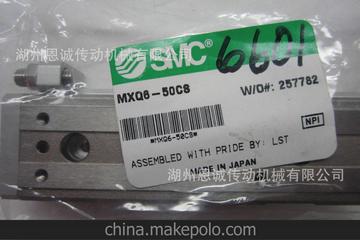 湖州恩诚传动机械有限公司
SMC
6601
MXQ6-50CS
W/O#: 257782
*MXQ6-50CS*
NPI
ASSEMBLED WITH PRIDE BY: LST
MADE IN JAPAN
湖州恩诚传动机械有限公司
china.makepolo.com